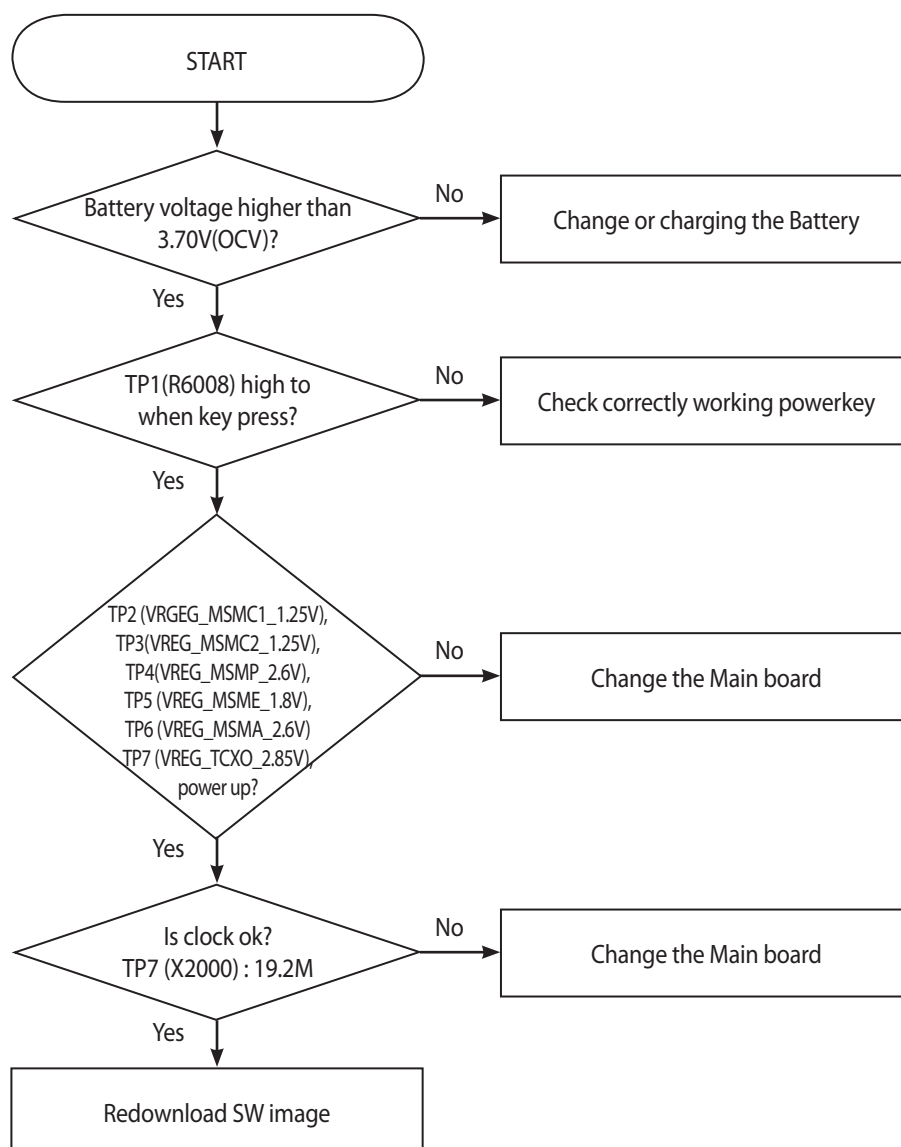 START
Battery voltage higher than
3.70V(OCV)?
No
Change or charging the Battery
Yes
TP1(R6008) high to
when key press?
No
Check correctly working powerkey
Yes
TP2 (VRGEG_MSMC1_1.25V),
TP3(VREG_MSMC2_1.25V),
TP4(VREG_MSMP_2.6V),
TP5 (VREG_MSME_1.8V),
TP6 (VREG_MSMA_2.6V)
TP7 (VREG_TCXO_2.85V),
power up?
No
Change the Main board
Yes
Is clock ok?
TP7 (X2000) : 19.2M
No
Change the Main board
Yes
Redownload SW image